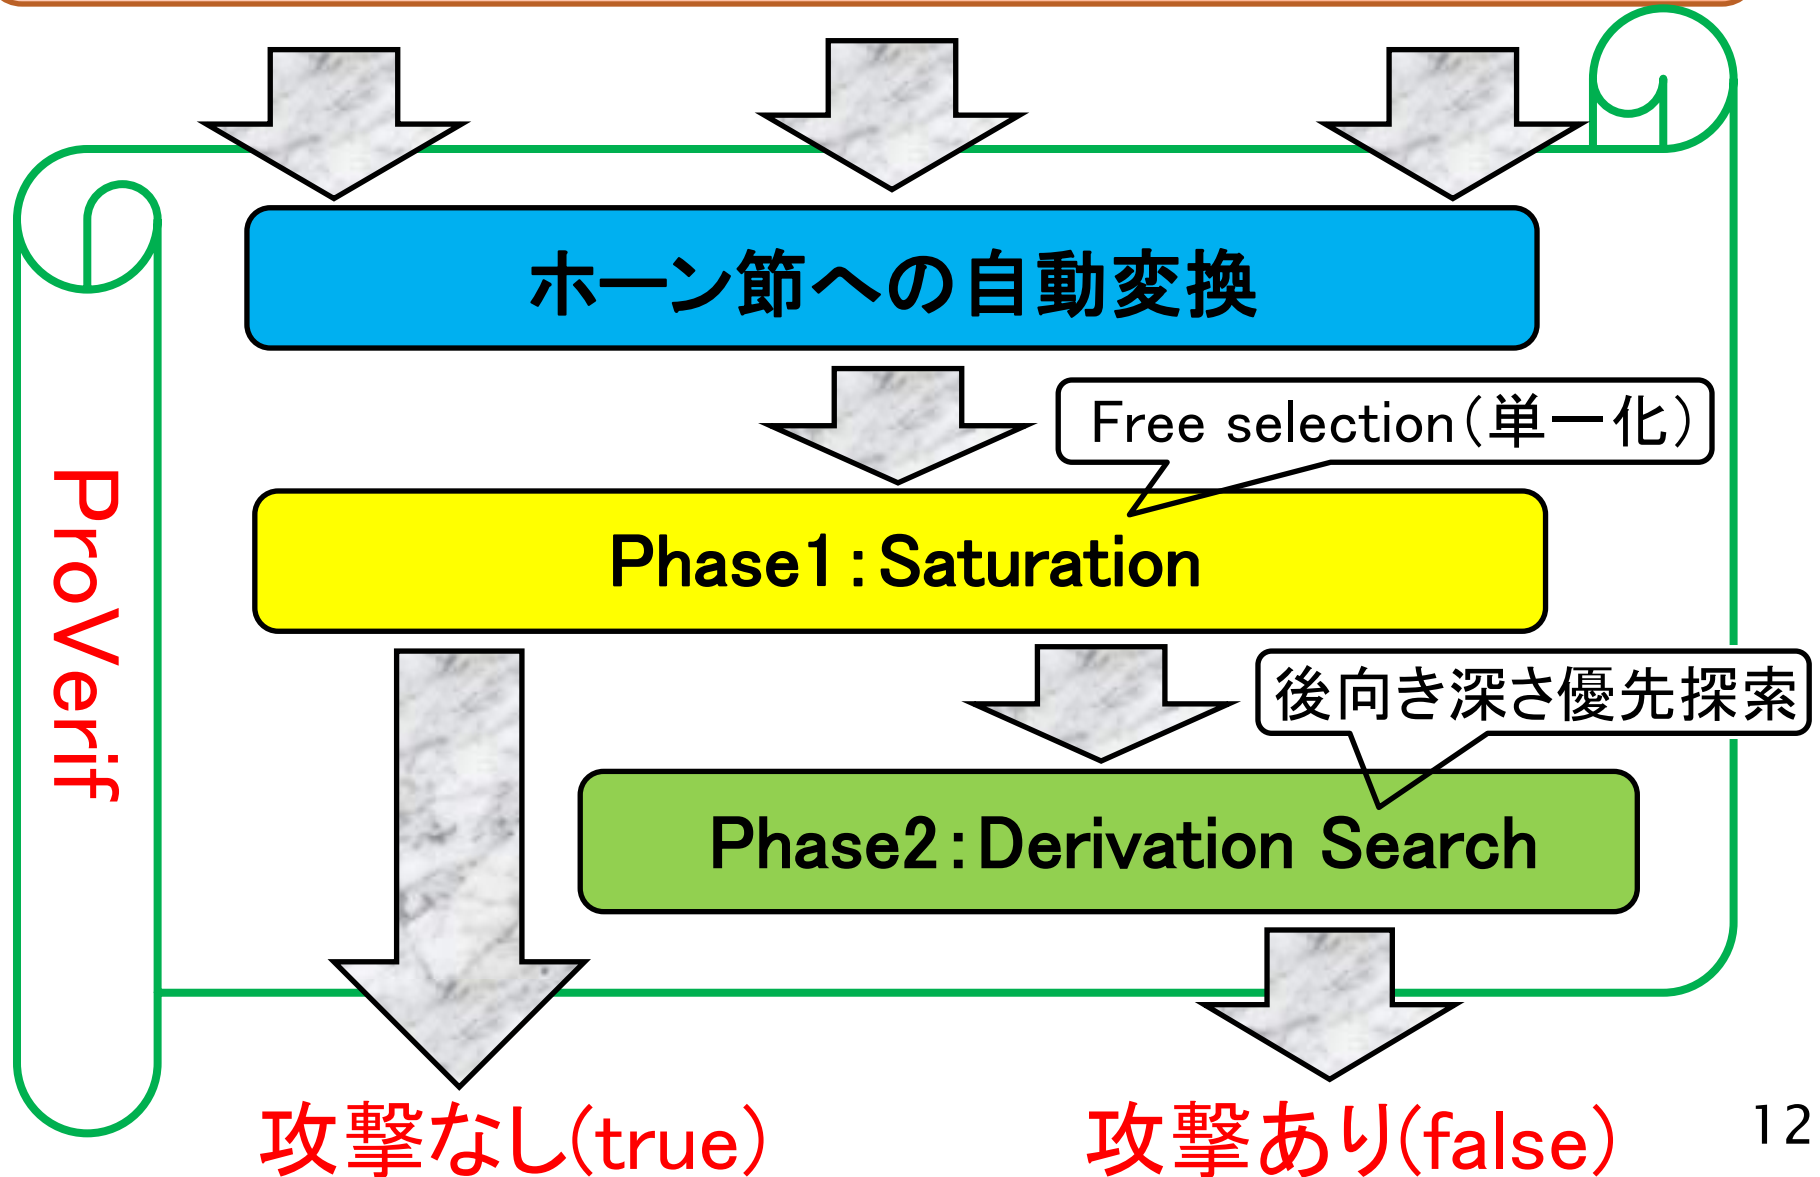 ホーン節への自動変換
Free selection(単一化)
Phase1:Saturation
ProVerif
後向き深さ優先探索
Phase2:Derivation Search
攻撃なし(true)
攻撃あり(false)
12